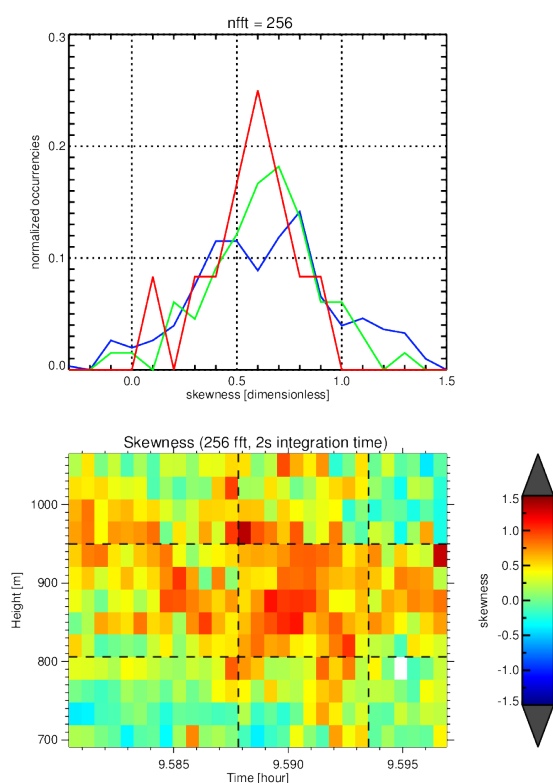 nfft = 256
0.3
0.2
0.1
0.0
normalized occurrencies
0.0 0.5 1.0 1.5
skewness [dimensionless]
Skewness (256 fft, 2s integration time)
1000
900
800
700
Height [m]
9.585 9.590 9.595
Time [hour]
skewness
1.5
1.0
0.5
0.0
-0.5
-1.0
-1.5